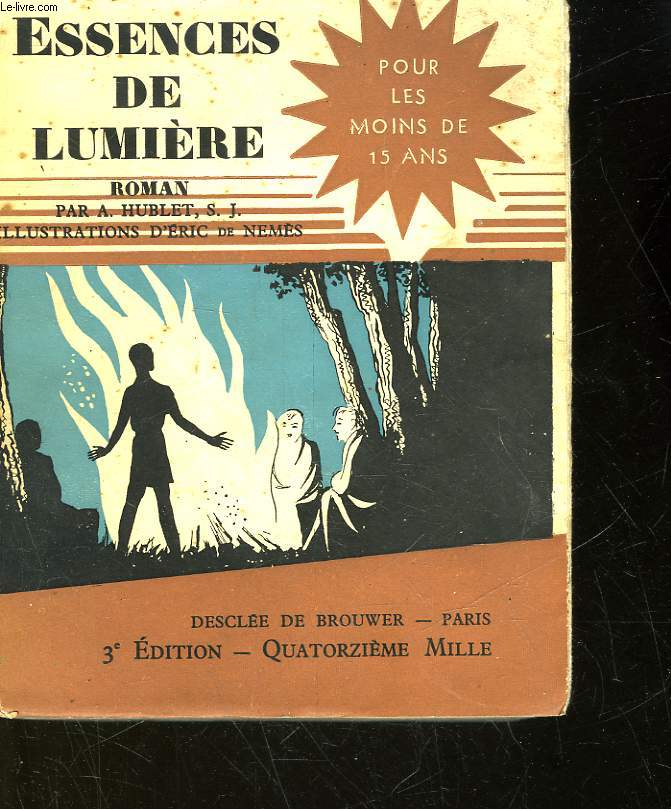 Le-livre.com
ESSENCES
DE
LUMIÈRE
ROMAN
PAR A. HUBLET, S. J.
ILLUSTRATIONS D'ÉRIC DE NEMÈS
POUR
LES
MOINS DE
15 ANS
DESCLÉE DE BROUWER — PARIS
3e ÉDITION — QUATORZIÈME MILLE